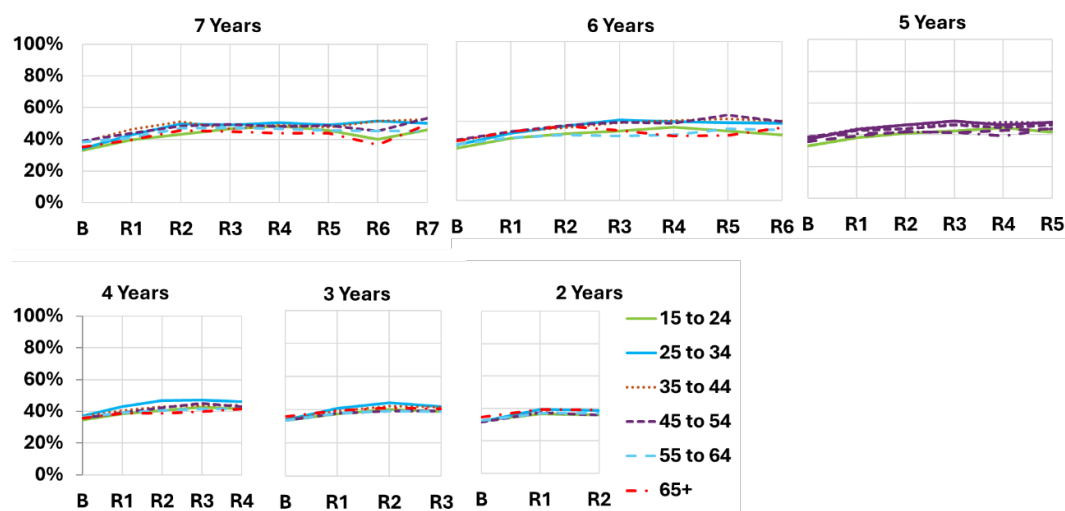 7 Years
6 Years
5 Years
100%
80%
60%
40%
20%
0%
B R1 R2 R3 R4 R5 R6 R7
B R1 R2 R3 R4 R5 R6
B R1 R2 R3 R4 R5
4 Years
3 Years
2 Years
100%
80%
60%
40%
20%
0%
B R1 R2 R3 R4
B R1 R2 R3
B R1 R2
15 to 24
25 to 34
35 to 44
45 to 54
55 to 64
65+